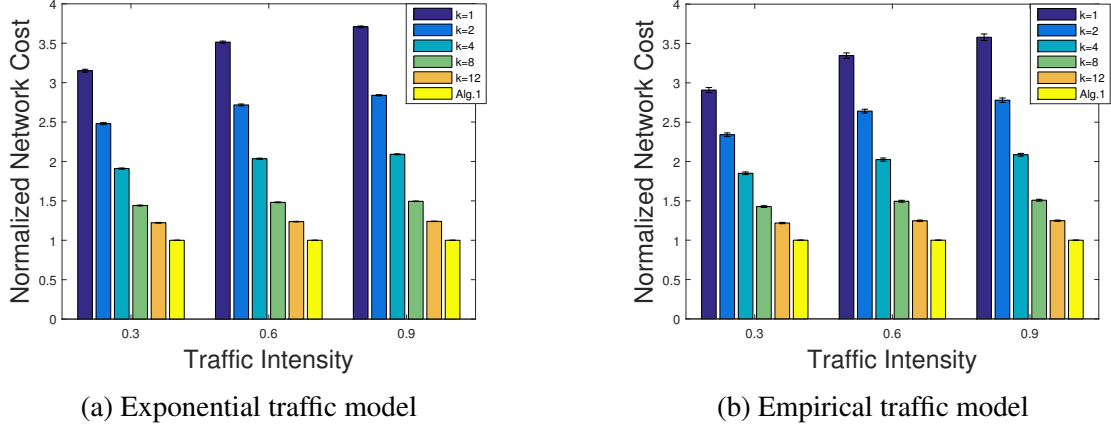 4
3.5
3
2.5
2
1.5
1
0.5
0
Normalized Network Cost
0.3
0.6
0.9
Traffic Intensity
k=1
k=2
k=4
k=8
k=12
Alg.1
(a) Exponential traffic model
4
3.5
3
2.5
2
1.5
1
0.5
0
Normalized Network Cost
0.3
0.6
0.9
Traffic Intensity
k=1
k=2
k=4
k=8
k=12
Alg.1
(b) Empirical traffic model